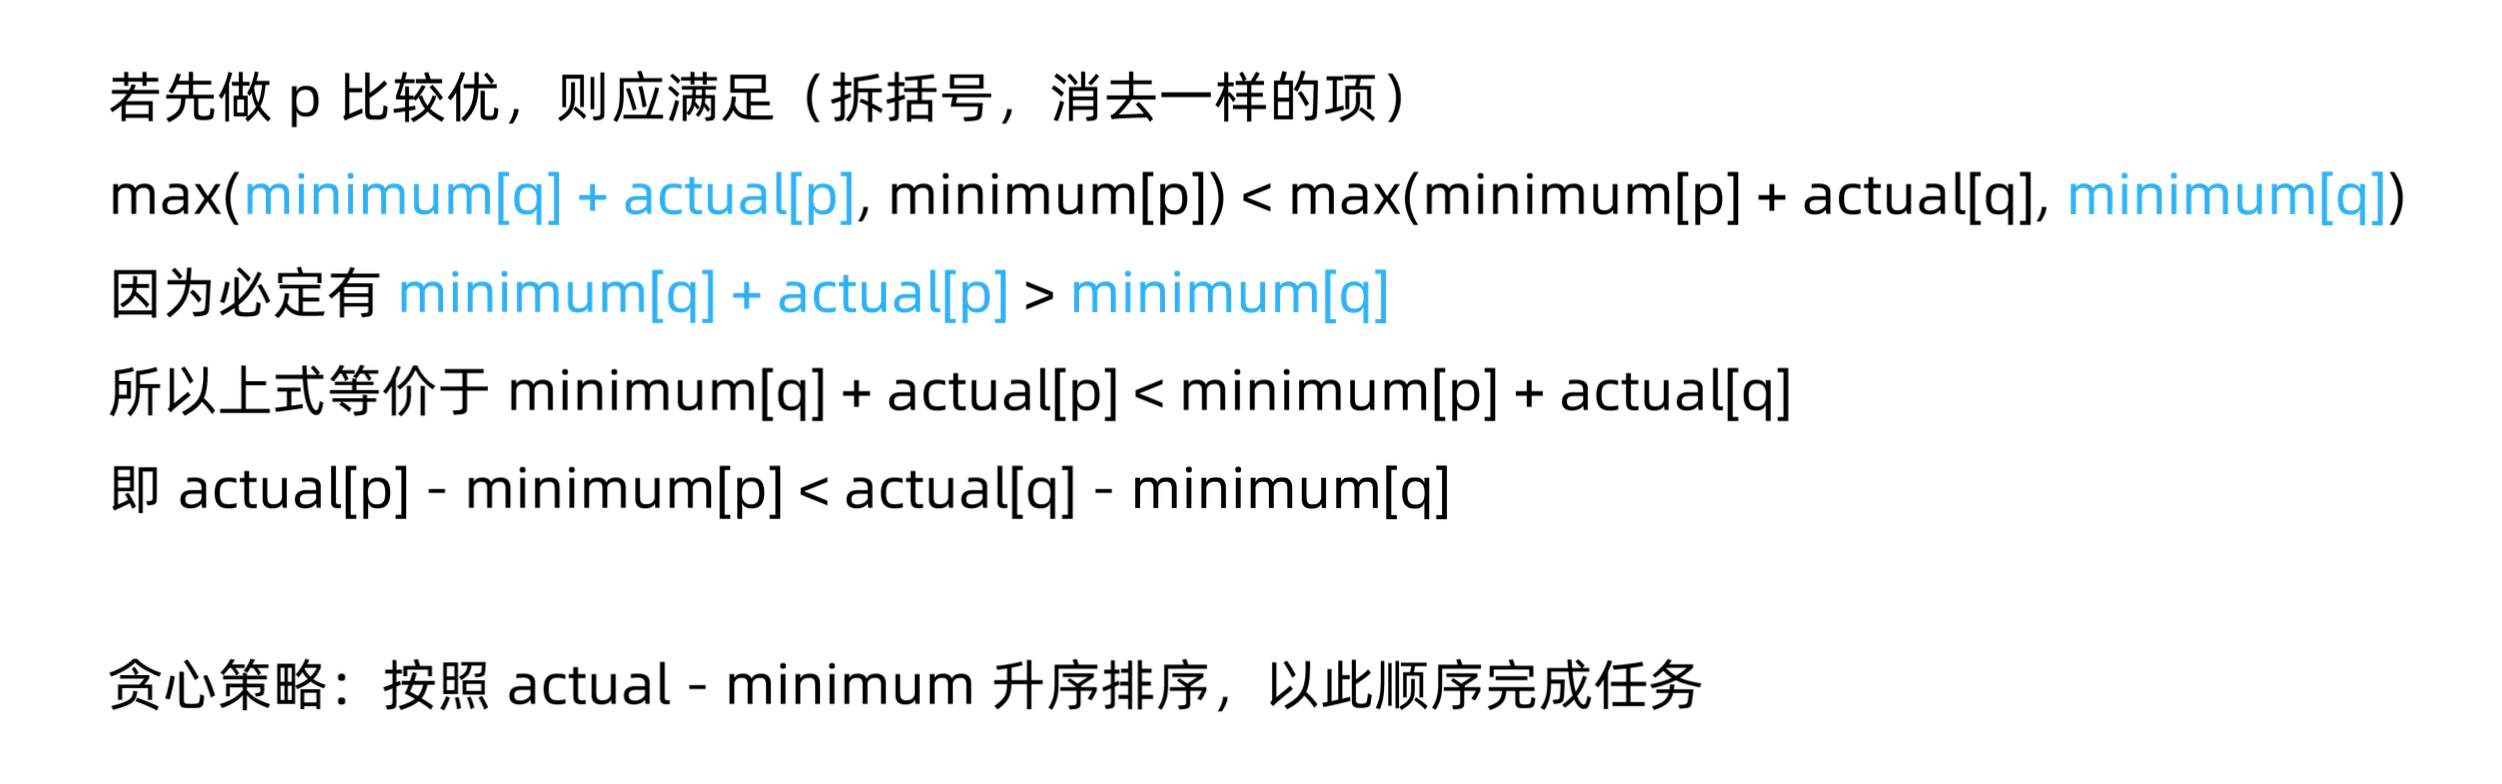 若先做 p 比较优，则应满足（拆括号，消去一样的项）
max(minimum[q] + actual[p], minimum[p]) < max(minimum[p] + actual[q], minimum[q])
因为必定有 minimum[q] + actual[p] > minimum[q]
所以上式等价于 minimum[q] + actual[p] < minimum[p] + actual[q]
即 actual[p] - minimum[p] < actual[q] - minimum[q]
贪心策略：按照 actual - minimum 升序排序，以此顺序完成任务